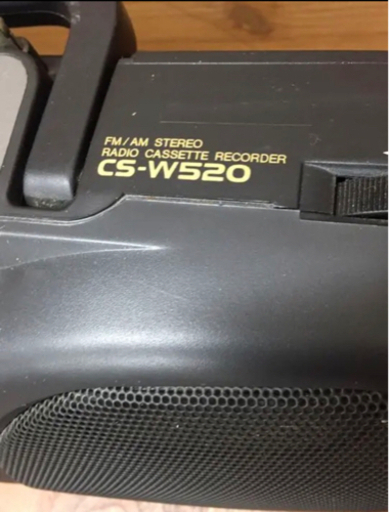 FM/AM STEREO
RADIO CASSETTE RECORDER
CS-W520